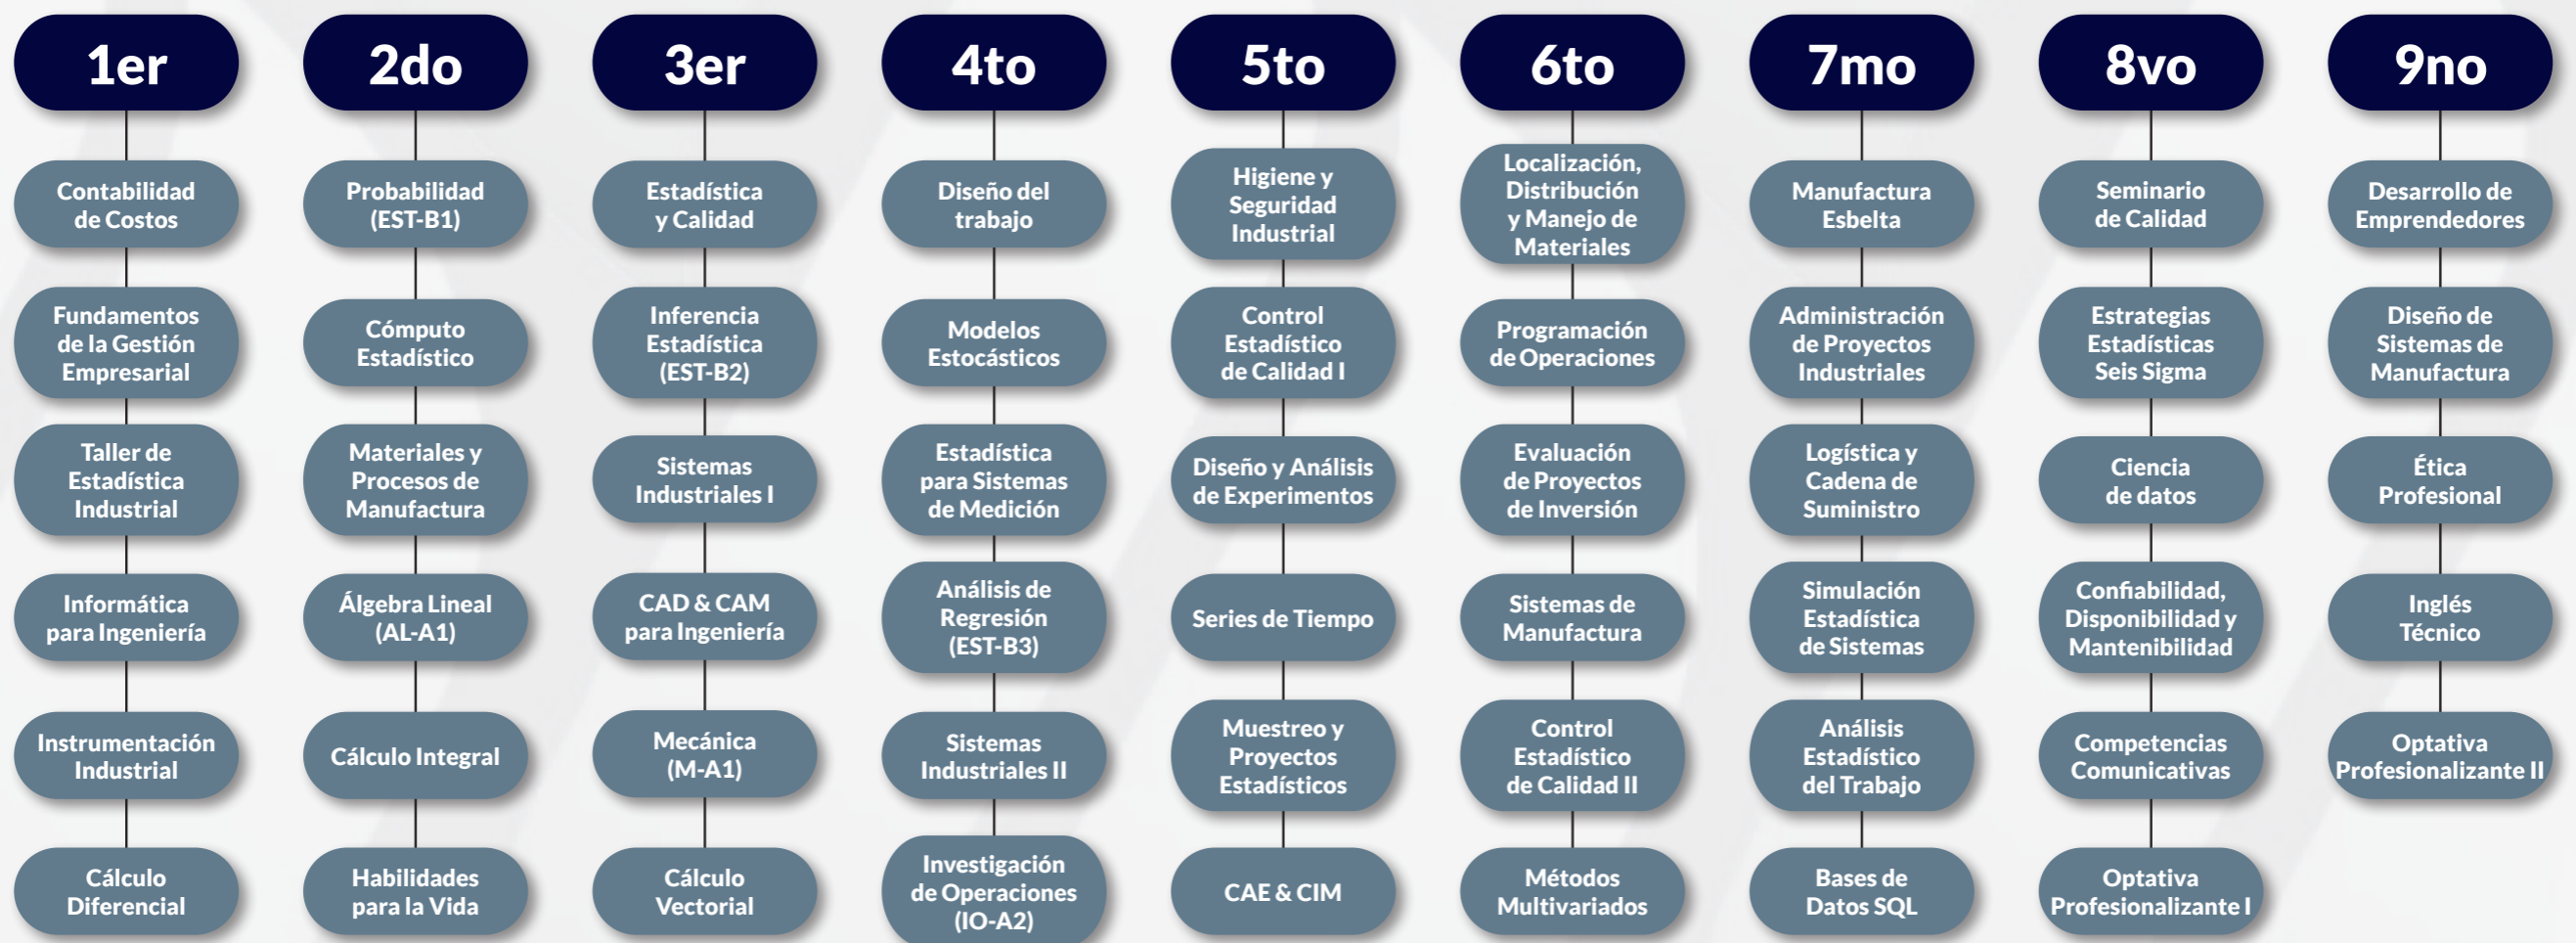 1er
Contabilidad
de Costos
Fundamentos
de la Gestión
Empresarial
Taller de
Estadística
Industrial
Informática
para Ingeniería
Instrumentación
Industrial
Cálculo
Diferencial
2do
Probabilidad
(EST-B1)
Cómputo
Estadístico
Materiales y
Procesos de
Manufactura
Álgebra Lineal
(AL-A1)
Cálculo Integral
Habilidades
para la Vida
3er
Estadística
y Calidad
Inferencia
Estadística
(EST-B2)
Sistemas
Industriales I
CAD & CAM
para Ingeniería
Mecánica
(M-A1)
Cálculo
Vectorial
4to
Diseño del
trabajo
Modelos
Estocásticos
Estadística
para Sistemas
de Medición
Análisis de
Regresión
(EST-B3)
Sistemas
Industriales II
Investigación
de Operaciones
(IO-A2)
5to
Higiene y
Seguridad
Industrial
Control
Estadístico
de Calidad I
Diseño y Análisis
de Experimentos
Series de Tiempo
Muestreo y
Proyectos
Estadísticos
CAE & CIM
6to
Localización,
Distribución
y Manejo de
Materiales
Programación
de Operaciones
Evaluación
de Proyectos
de Inversión
Sistemas de
Manufactura
Control
Estadístico
de Calidad II
Métodos
Multivariados
7mo
Manufactura
Esbelta
Administración
de Proyectos
Industriales
Logística y
Cadena de
Suministro
Simulación
Estadística
de Sistemas
Análisis
Estadístico
del Trabajo
Bases de
Datos SQL
8vo
Seminario
de Calidad
Estrategias
Estadísticas
Seis Sigma
Ciencia
de datos
Confiabilidad,
Disponibilidad y
Mantenibilidad
Competencias
Comunicativas
Optativa
Profesionalizante I
9no
Desarrollo de
Emprendedores
Diseño de
Sistemas de
Manufactura
Ética
Profesional
Inglés
Técnico
Optativa
Profesionalizante II